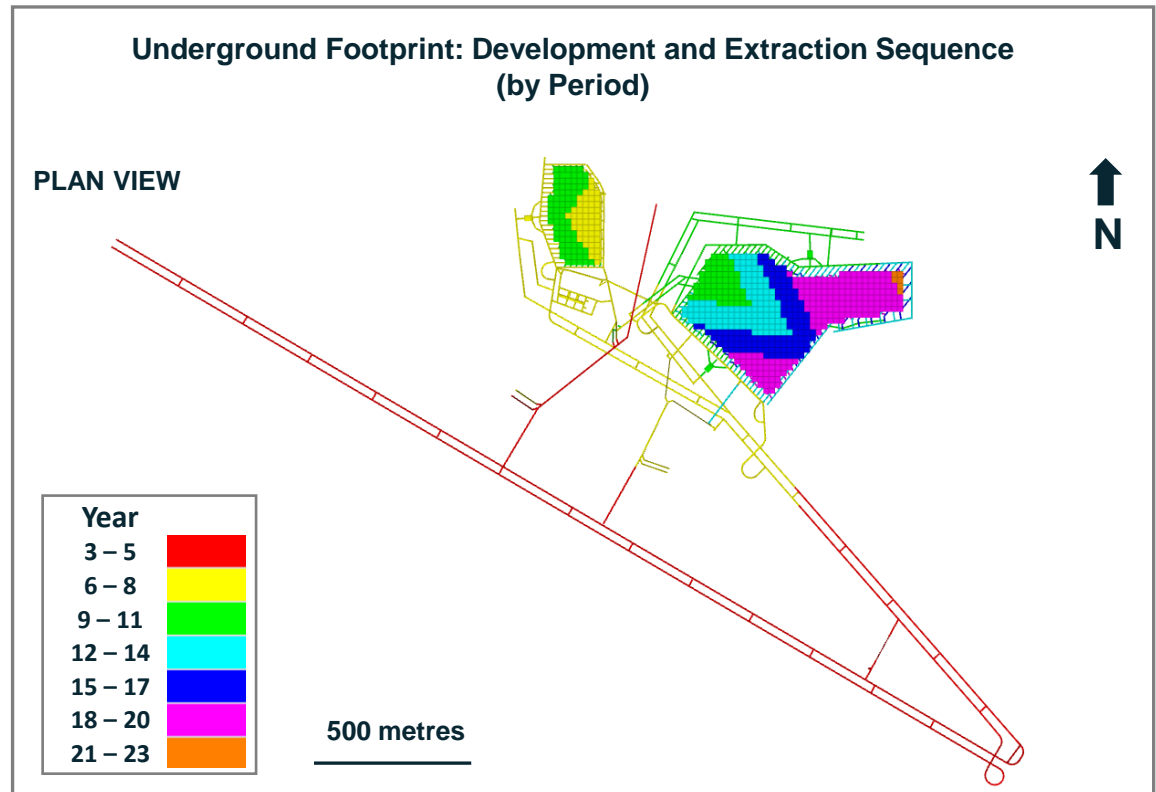 Underground Footprint: Development and Extraction Sequence
(by Period)
PLAN VIEW
N
Year
3 – 5
6 – 8
9 – 11
12 – 14
15 – 17
18 – 20
21 – 23
500 metres